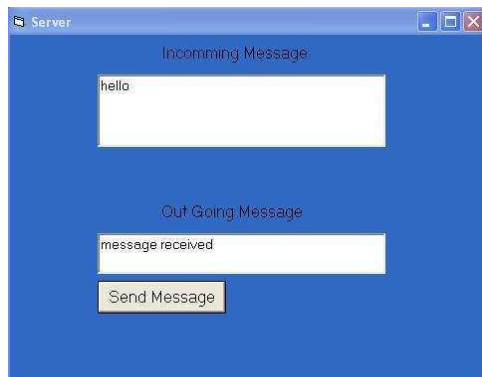 Server
Incomming Message
hello
Out Going Message
message received
Send Message